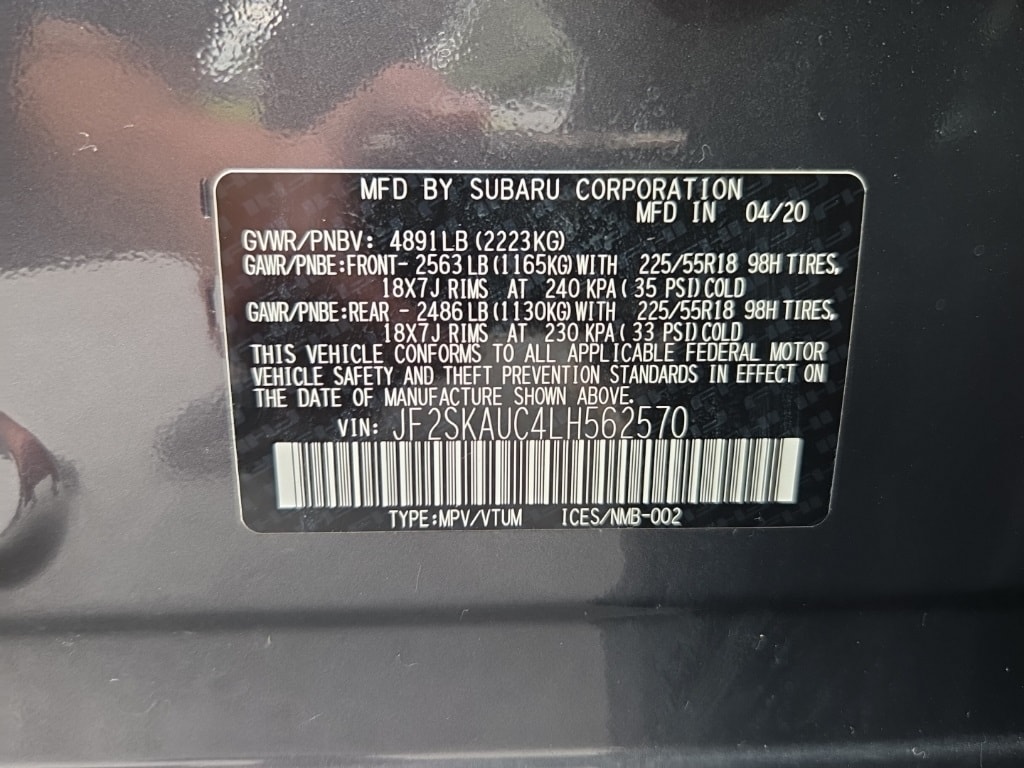 MFD BY SUBARU CORPORATION
MFD IN 04/20
GVWR/PNBV: 4891LB (2223KG)
GAWR/PNBE:FRONT- 2563LB (1165KG) WITH 225/55R18 98H TIRES,
18X7J RIMS AT 240 KPA( 35 PSI) COLD
GAWR/PNBE:REAR - 2486LB (1130KG) WITH 225/55R18 98H TIRES,
18X7J RIMS AT 230 KPA( 33 PSI) COLD
THIS VEHICLE CONFORMS TO ALL APPLICABLE FEDERAL MOTOR
VEHICLE SAFETY AND THEFT PREVENTION STANDARDS IN EFFECT ON
THE DATE OF MANUFACTURE SHOWN ABOVE.
VIN: JF2SKAUC4LH562570
TYPE:MPV/VTUM ICES/NMB-002